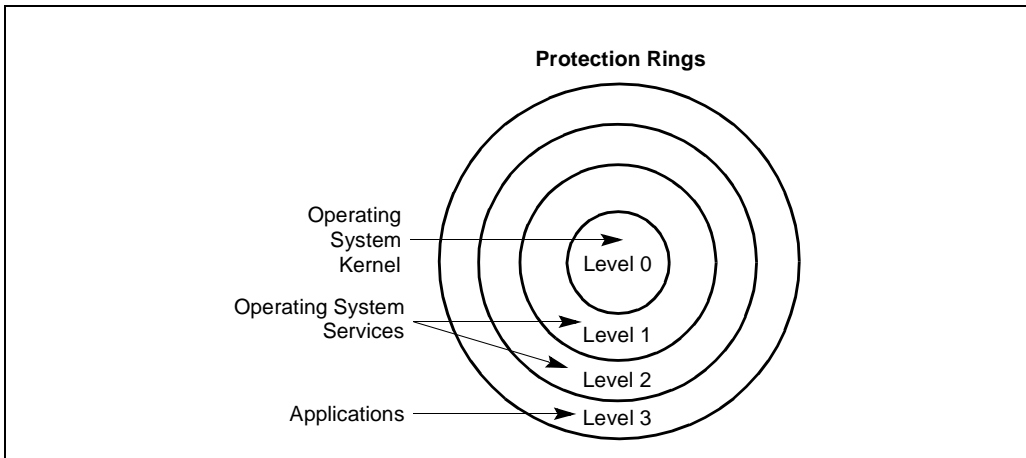 Protection Rings
Operating
System
Kernel
Level 0
Operating System
Services
Level 1
Level 2
Applications
Level 3